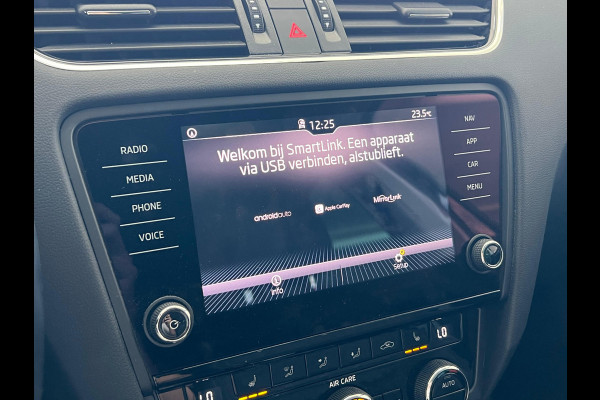 12:25
23.5°C
Welkom bij SmartLink. Een apparaat
via USB verbinden, alstublieft.
androidauto
Apple CarPlay
MirrorLink
Info
Setup
RADIO
MEDIA
PHONE
VOICE
NAV
APP
CAR
MENU
LO
LO
AIR CARE
AUTO